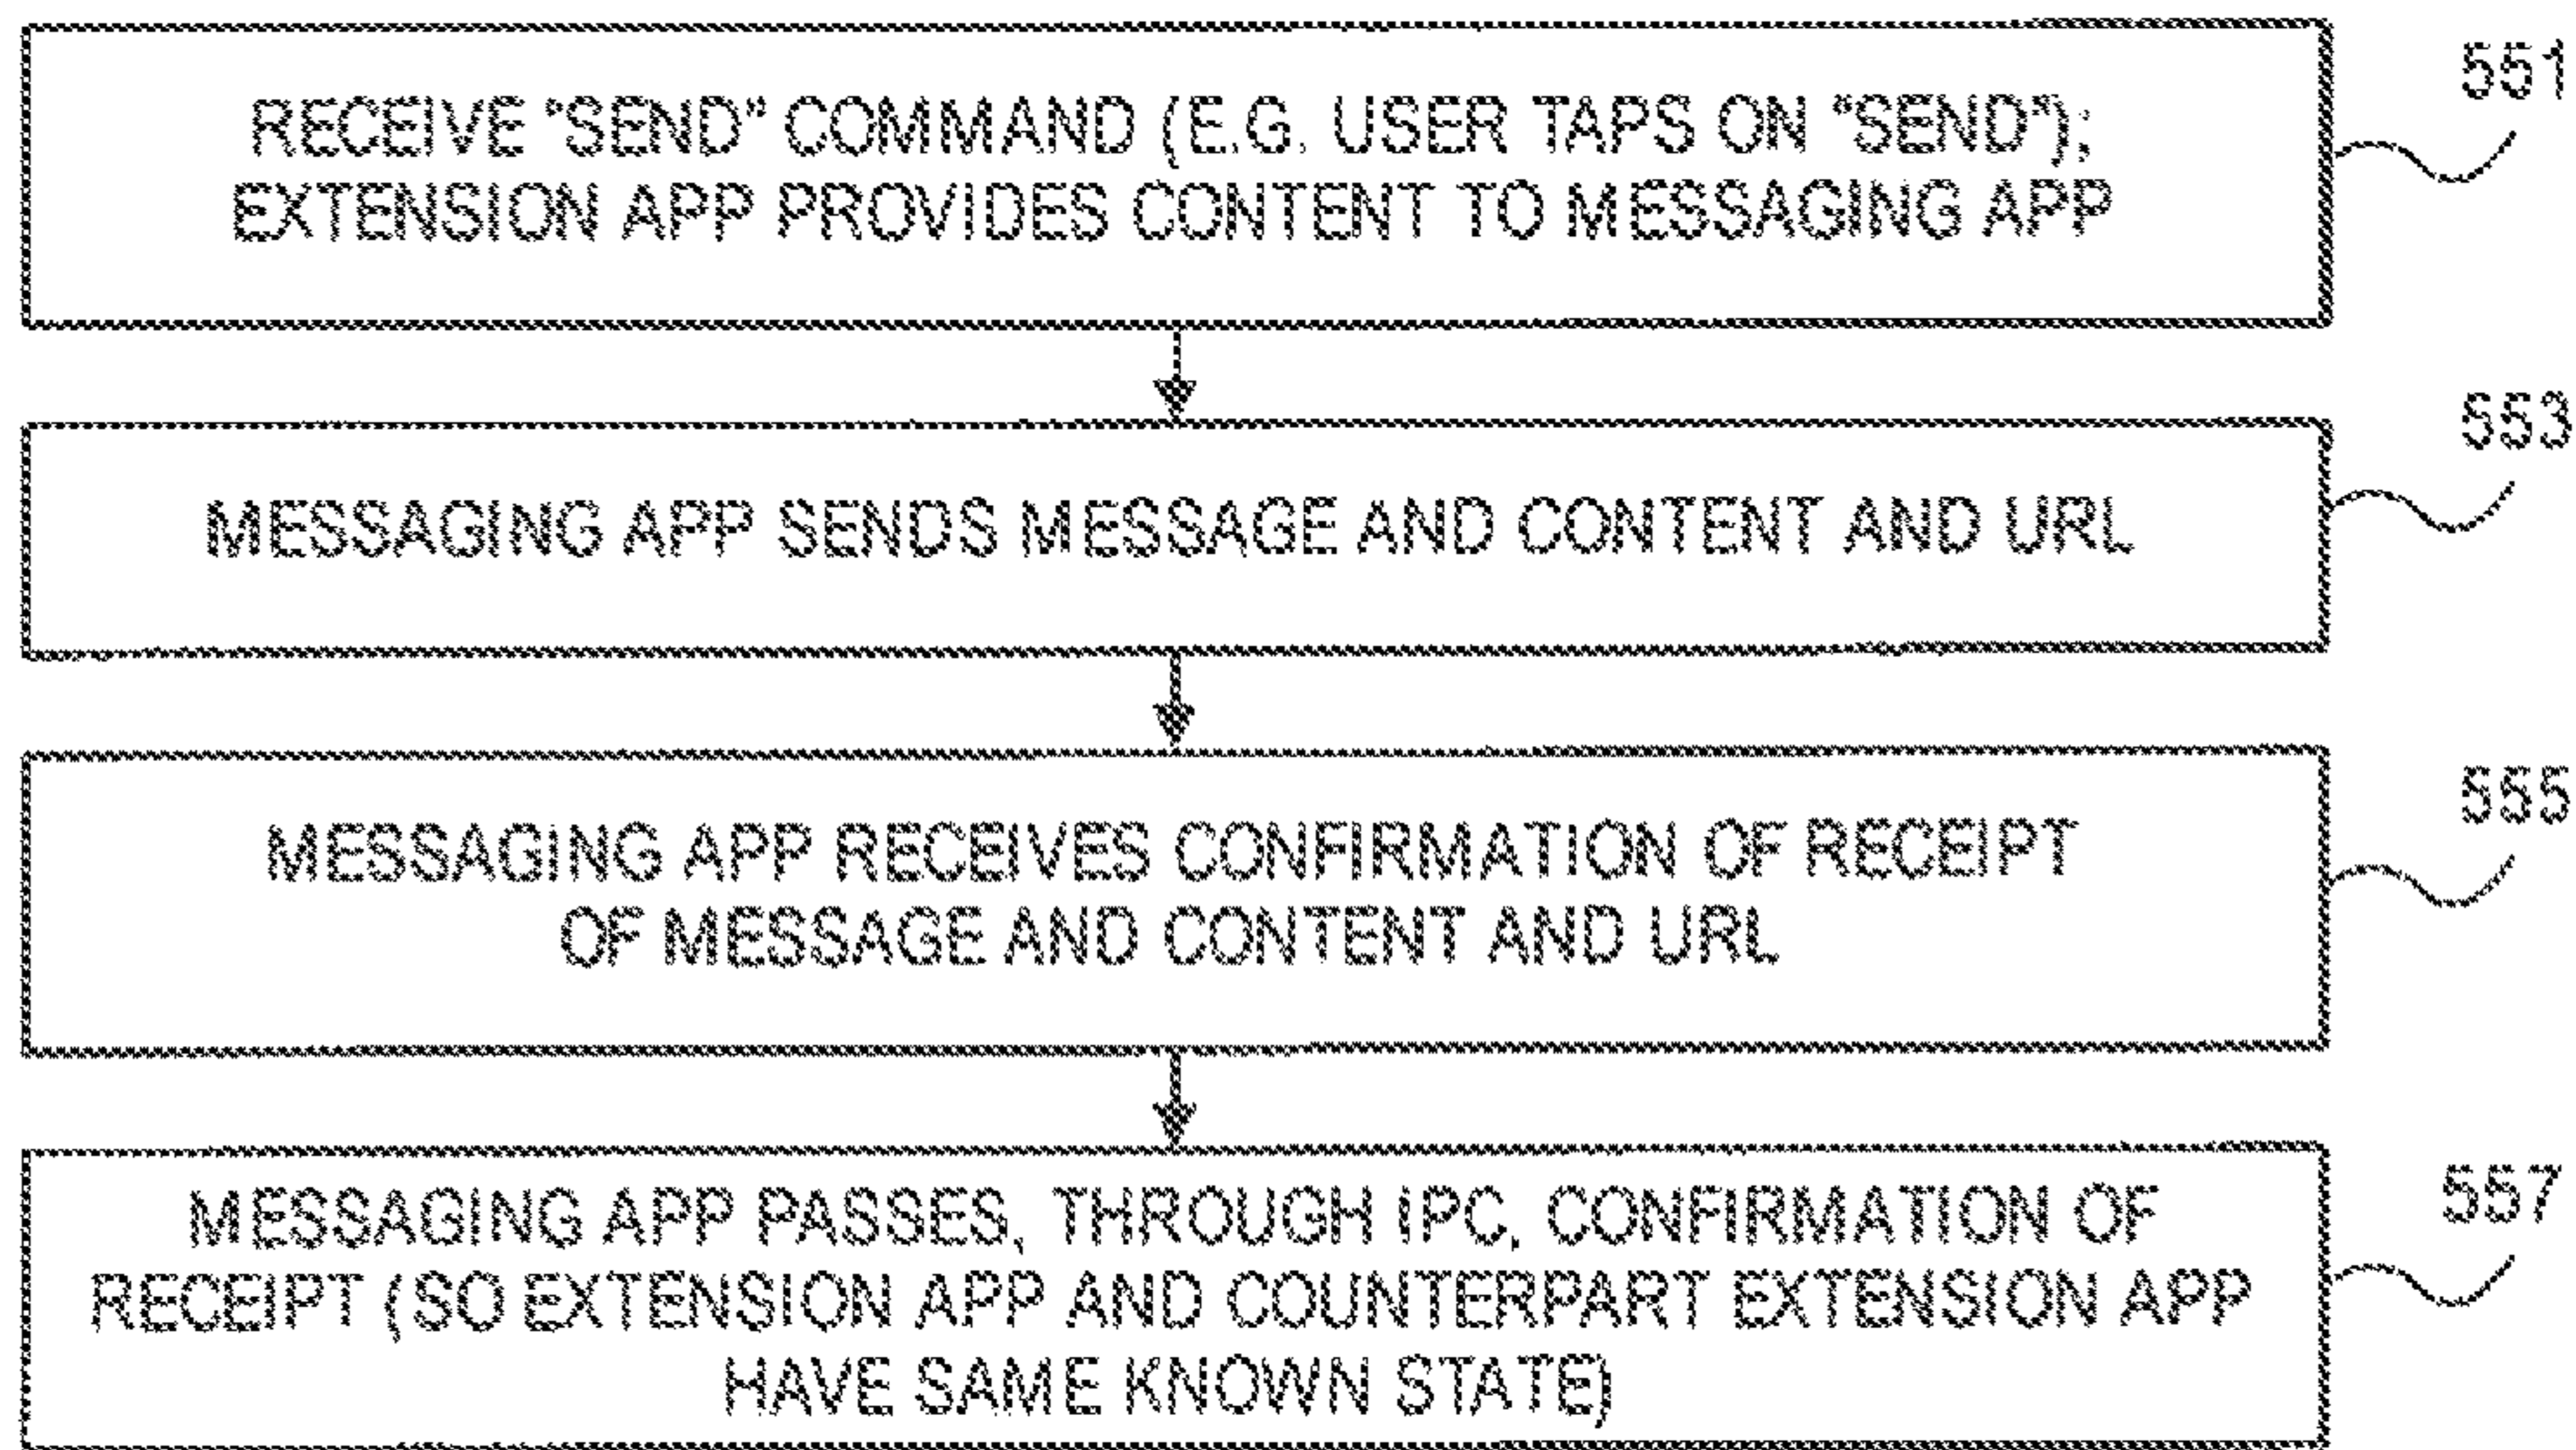 RECEIVE "SEND" COMMAND (E.G. USER TAPS ON "SEND");
EXTENSION APP PROVIDES CONTENT TO MESSAGING APP
551
MESSAGING APP SENDS MESSAGE AND CONTENT AND URL
553
MESSAGING APP RECEIVES CONFIRMATION OF RECEIPT
OF MESSAGE AND CONTENT AND URL
555
MESSAGING APP PASSES, THROUGH IPC, CONFIRMATION OF
RECEIPT (SO EXTENSION APP AND COUNTERPART EXTENSION APP
HAVE SAME KNOWN STATE)
557